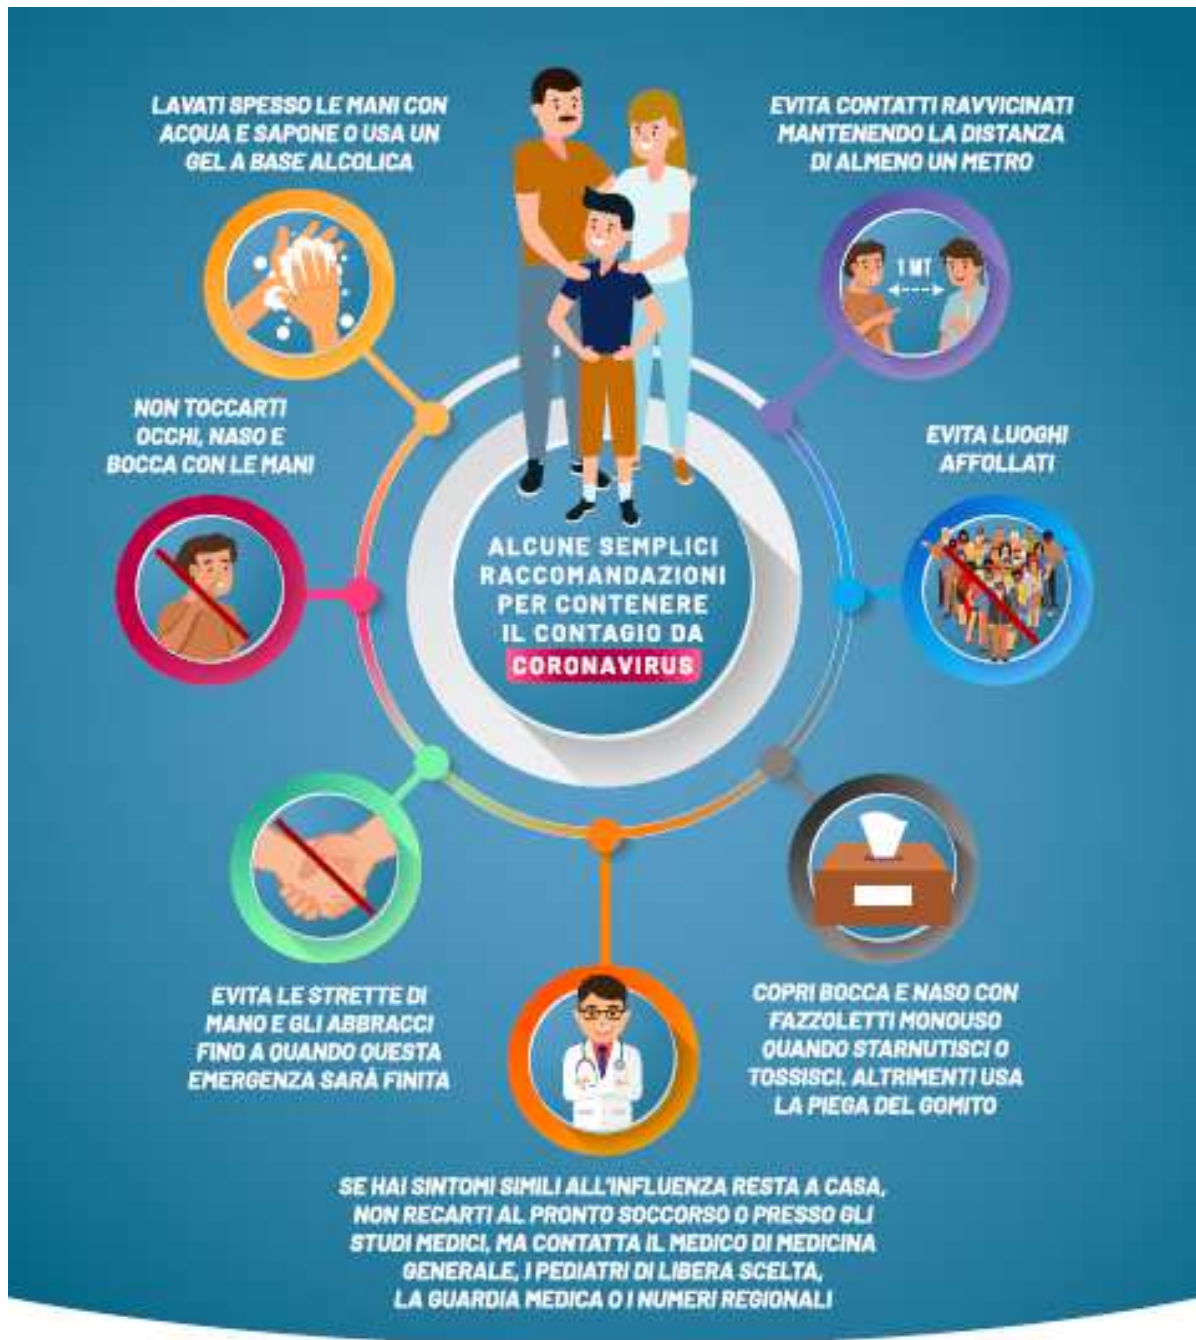 LAVATI SPESSO LE MANI CON
ACQUA E SAPONE O USA UN
GEL A BASE ALCOLICA
EVITA CONTATTI RAVVICINATI
MANTENENDO LA DISTANZA
DI ALMENO UN METRO
1 MT
NON TOCCARTI
OCCHI, NASO E
BOCCA CON LE MANI
EVITA LUOGHI
AFFOLLATI
ALCUNE SEMPLICI
RACCOMANDAZIONI
PER CONTENERE
IL CONTAGIO DA
CORONAVIRUS
EVITA LE STRETTE DI
MANO E GLI ABBRACCI
FINO A QUANDO QUESTA
EMERGENZA SARÀ FINITA
COPRI BOCCA E NASO CON
FAZZOLETTI MONOUSO
QUANDO STARNUTISCI O
TOSSISCI. ALTRIMENTI USA
LA PIEGA DEL GOMITO
SE HAI SINTOMI SIMILI ALL'INFLUENZA RESTA A CASA,
NON RECARTI AL PRONTO SOCCORSO O PRESSO GLI
STUDI MEDICI, MA CONTATTA IL MEDICO DI MEDICINA
GENERALE, I PEDIATRI DI LIBERA SCELTA,
LA GUARDIA MEDICA O I NUMERI REGIONALI